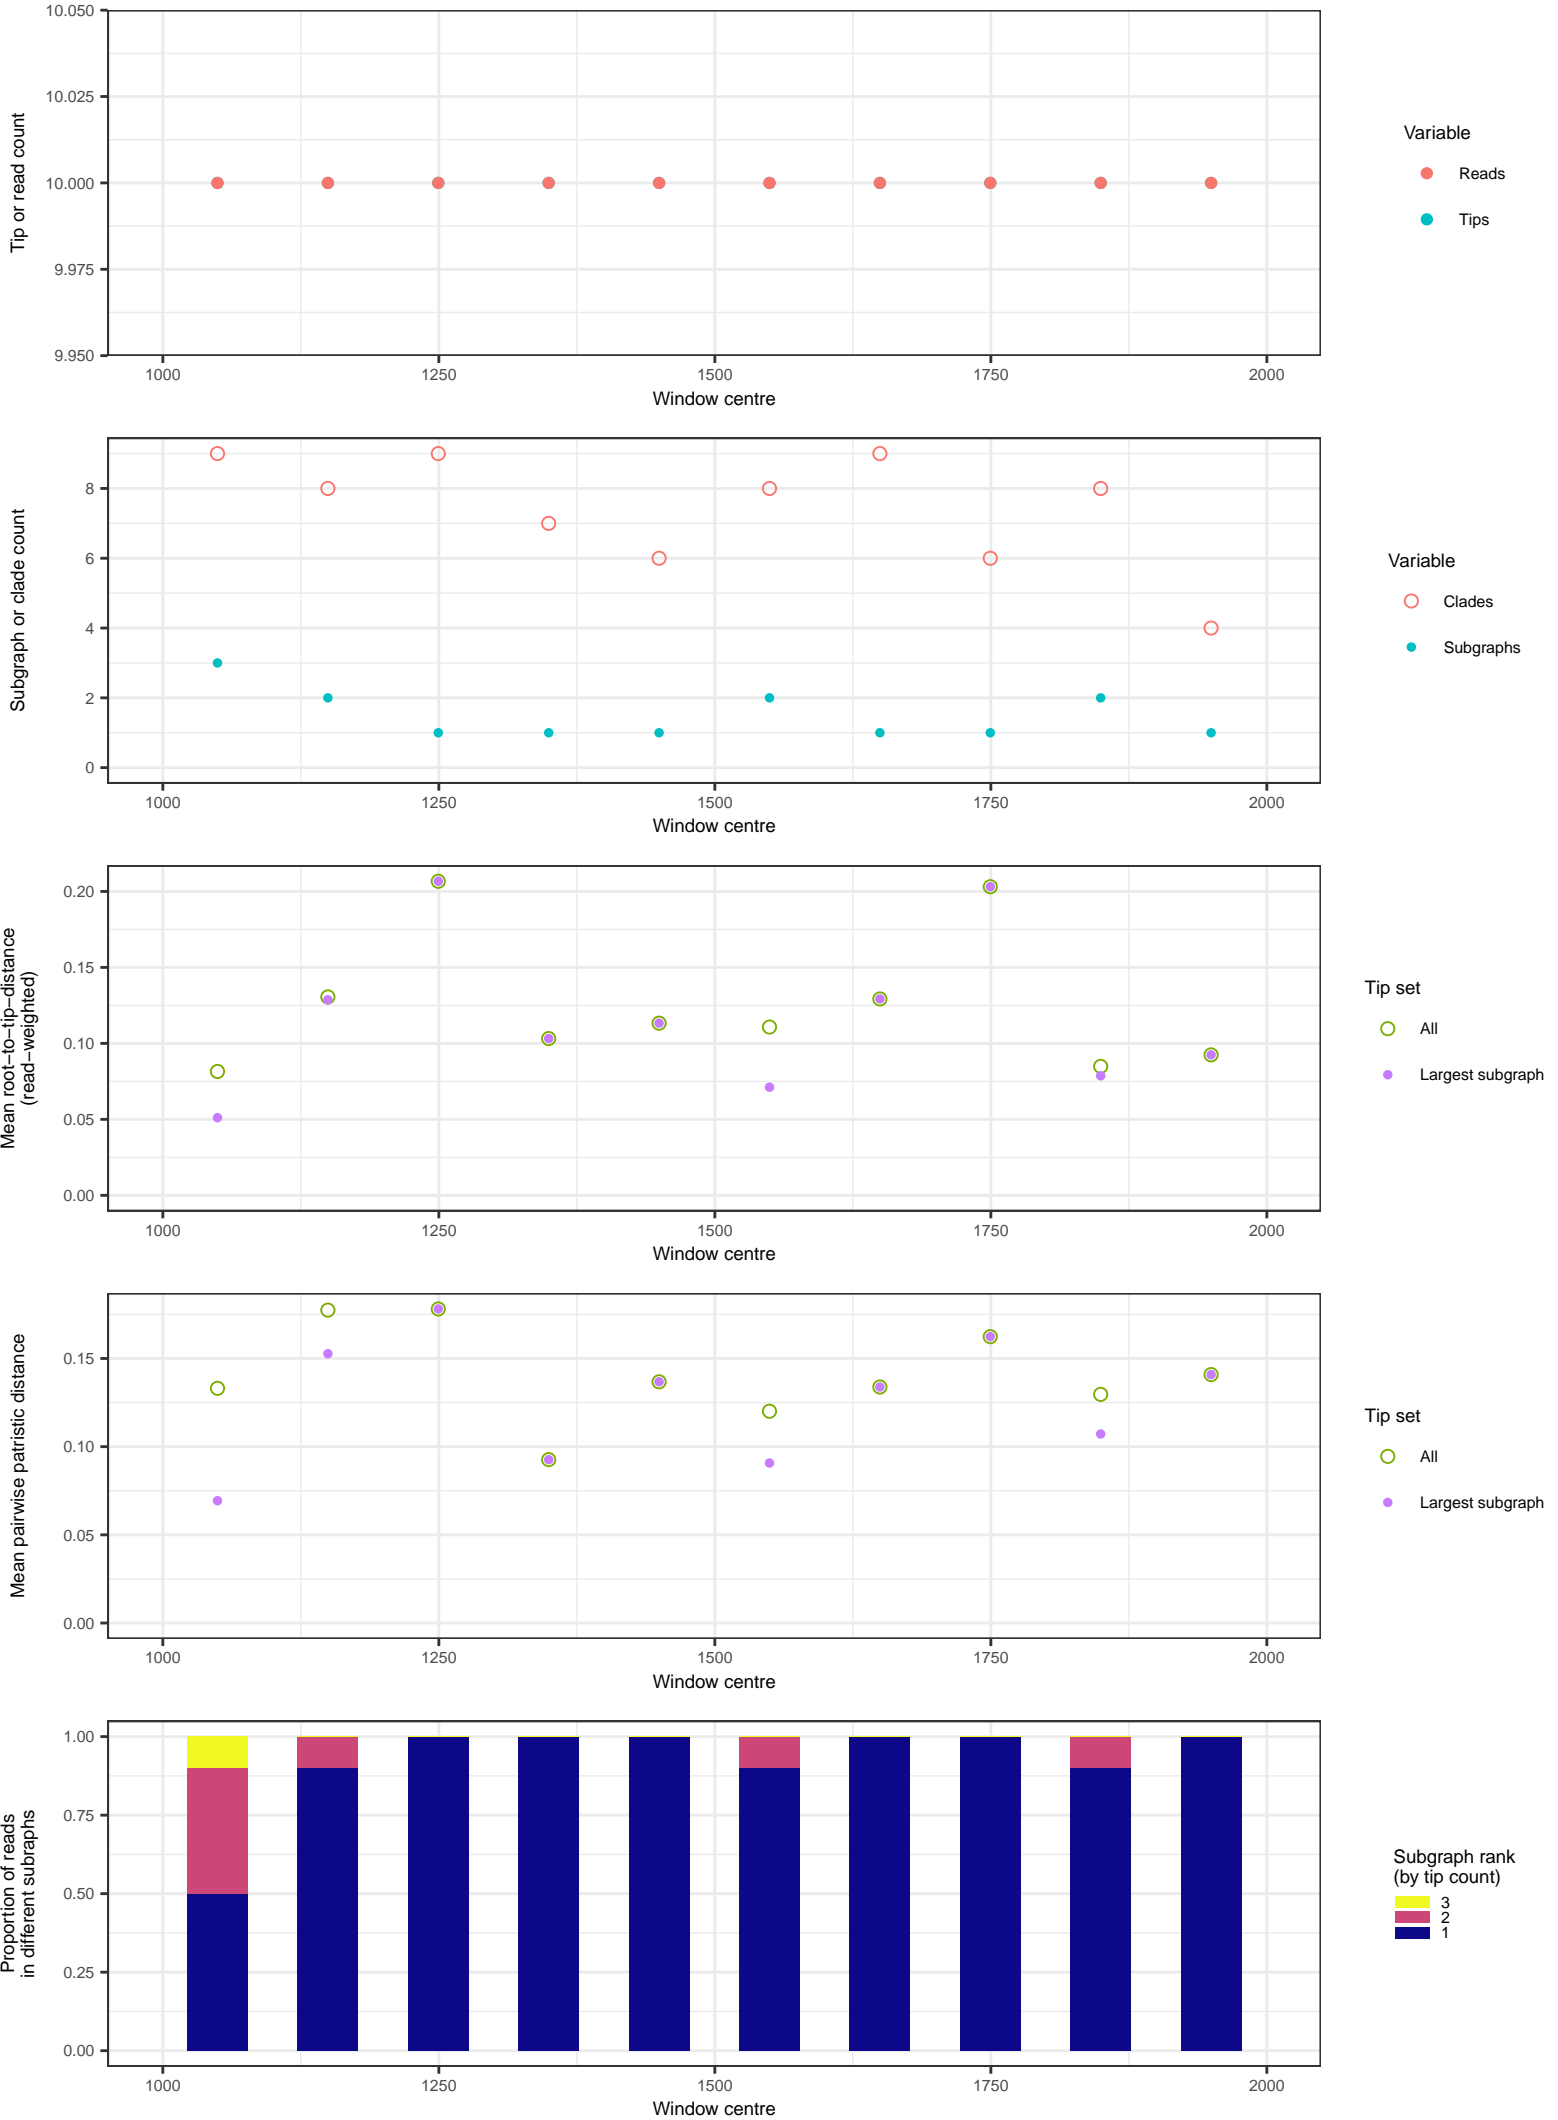 10.050
10.025
10.000
9.975
9.950
Tip or read count
1000 1250 1500 1750 2000
Window centre
Variable
Reads
Tips
8
6
4
2
0
Subgraph or clade count
1000 1250 1500 1750 2000
Window centre
Variable
Clades
Subgraphs
0.20
0.15
0.10
0.05
0.00
Mean root-to-tip-distance
(read-weighted)
1000 1250 1500 1750 2000
Window centre
Tip set
All
Largest subgraph
0.15
0.10
0.05
0.00
Mean pairwise patristic distance
1000 1250 1500 1750 2000
Window centre
Tip set
All
Largest subgraph
1.00
0.75
0.50
0.25
0.00
Proportion of reads
in different subraphs
1000 1250 1500 1750 2000
Window centre
Subgraph rank
(by tip count)
3
2
1